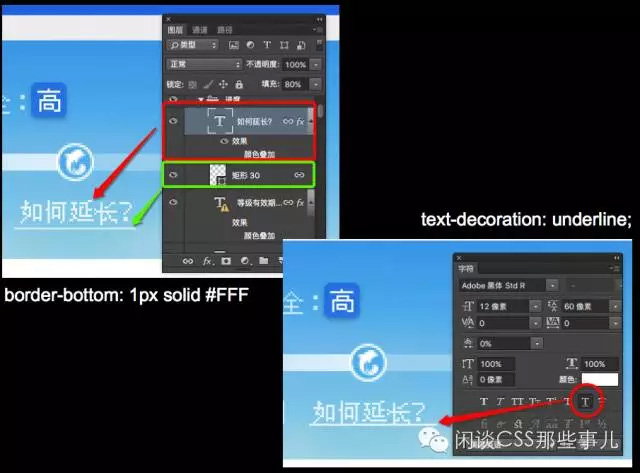 图层 通道 路径
类型
正常 不透明度: 100%
锁定: 填充: 80%
进度
全: 高
T 如何延长? fx
效果
颜色叠加
矩形 30
T 等级有效期... fx
效果
颜色叠加
fx.
如何延长?
border-bottom: 1px solid #FFF
text-decoration: underline;
字符
Adobe 黑体 Std R
12 像素 60 像素
0 0
0%
100% 100%
0 像素 颜色:
全: 高
如何延长?
闲谈CSS那些事儿